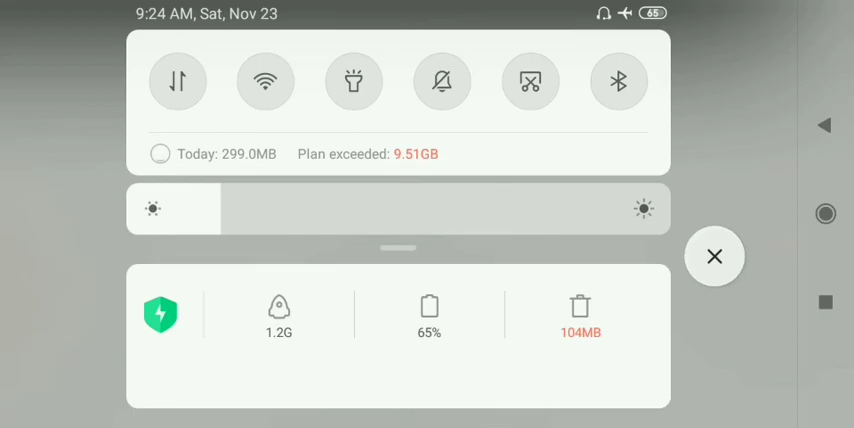 9:24 AM, Sat, Nov 23 65
Today: 299.0MB Plan exceeded: 9.51GB
1.2G 65% 104MB